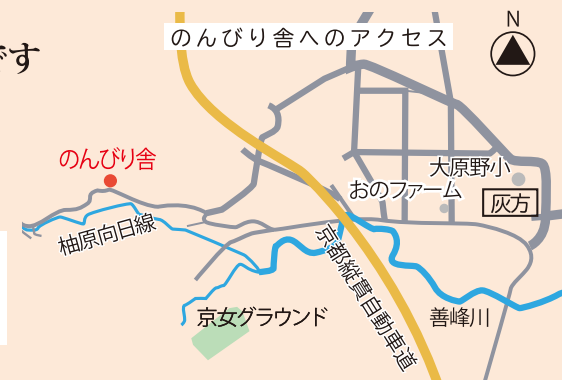 です
のんびり舎へのアクセス
N
のんびり舎
大原野小
おのファーム
灰方
柚原向日線
京都縦貫自動車道
京女グラウンド
善峰川